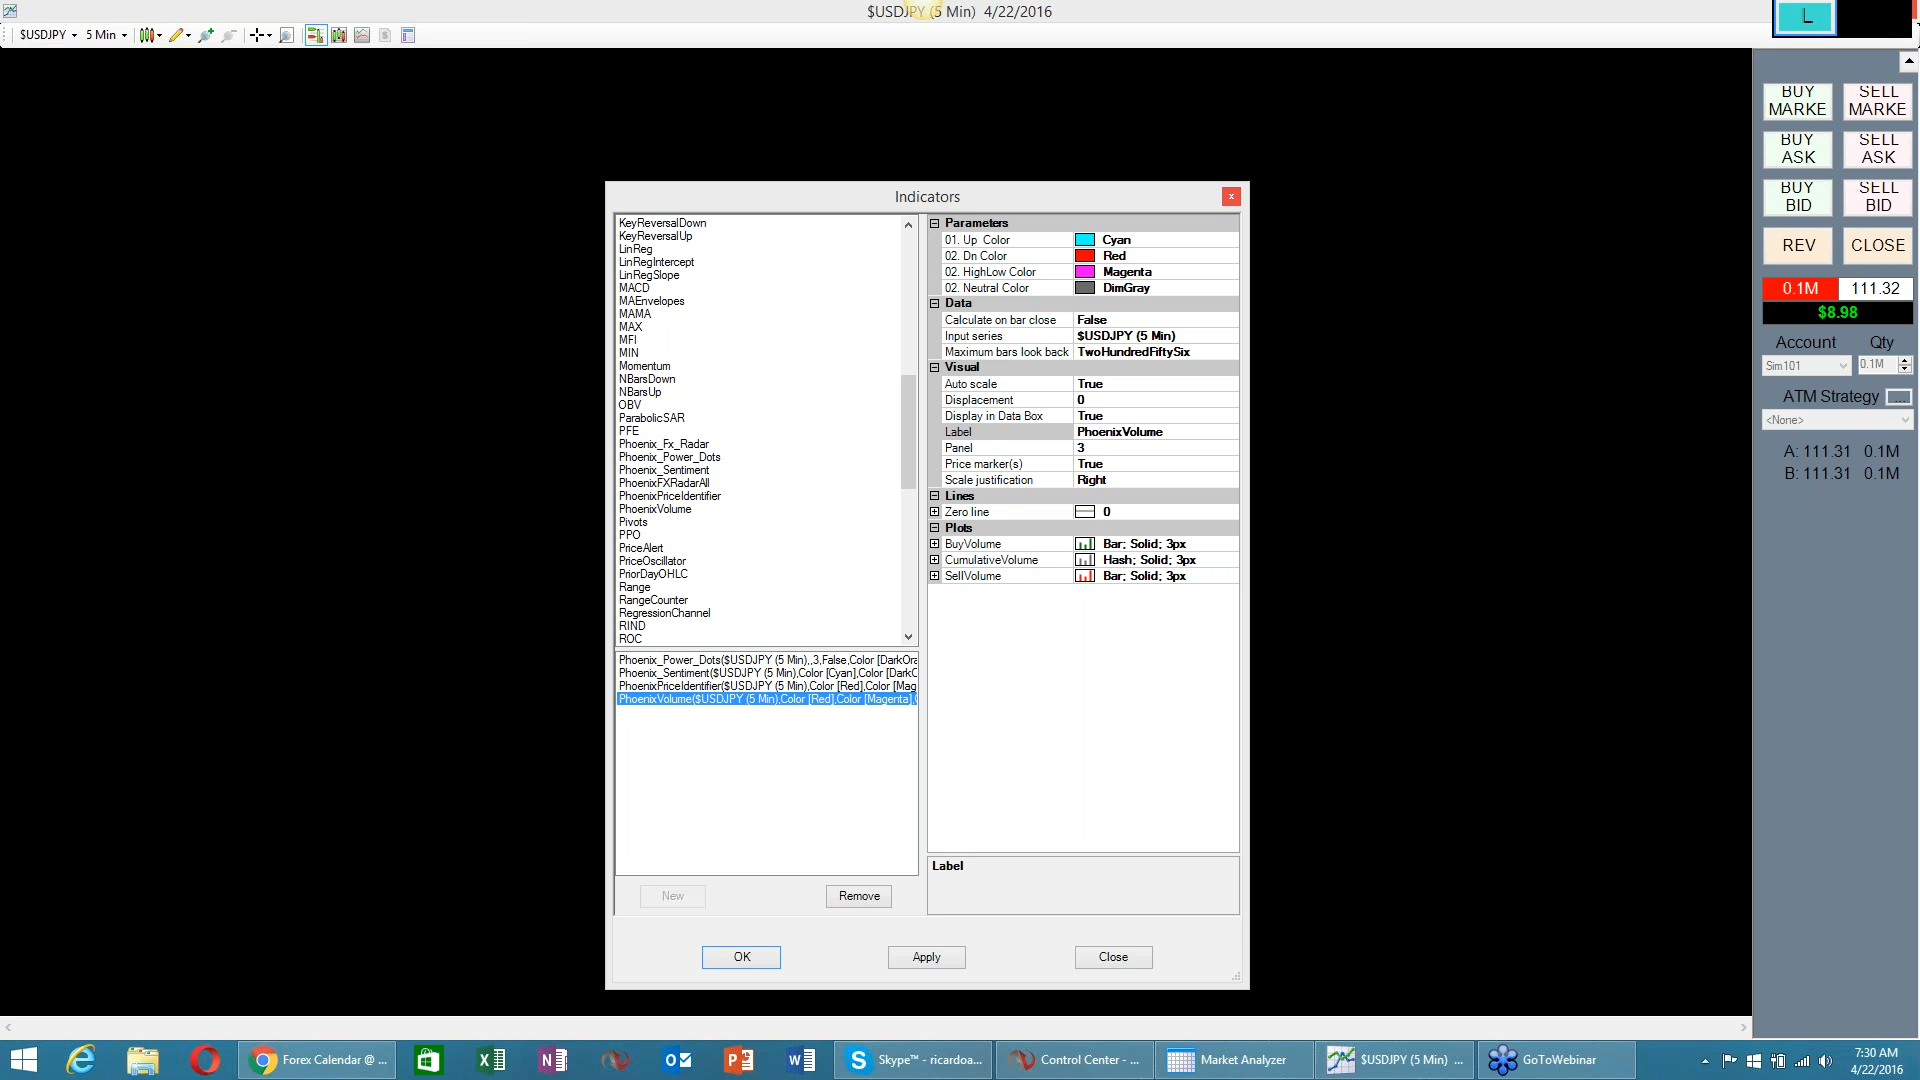 $USDJPY (5 Min)  4/22/2016
L
$USDJPY 5 Min
BUY
MARKE
SELL
MARKE
BUY
ASK
SELL
ASK
BUY
BID
SELL
BID
REV CLOSE
0.1M 111.32
$8.98
Account Qty
Sim101 0.1M
ATM Strategy ...
<None>
A: 111.31 0.1M
B: 111.31 0.1M
Indicators
x
KeyReversalDown
KeyReversalUp
LinReg
LinRegIntercept
LinRegSlope
MACD
MAEnvelopes
MAMA
MAX
MFI
MIN
Momentum
NBarsDown
NBarsUp
OBV
ParabolicSAR
PFE
Phoenix_Fx_Radar
Phoenix_Power_Dots
Phoenix_Sentiment
PhoenixFXRadarAll
PhoenixPriceIdentifier
PhoenixVolume
Pivots
PPO
PriceAlert
PriceOscillator
PriorDayOHLC
Range
RangeCounter
RegressionChannel
RIND
ROC
Phoenix_Power_Dots($USDJPY (5 Min),,3,False,Color [DarkOra
Phoenix_Sentiment($USDJPY (5 Min),Color [Cyan],Color [DarkO
PhoenixPriceIdentifier($USDJPY (5 Min),Color [Red],Color [Mag
PhoenixVolume($USDJPY (5 Min),Color [Red],Color [Magenta],
New Remove
Parameters
01. Up  Color Cyan
02. Dn Color Red
02. HighLow Color Magenta
02. Neutral Color DimGray
Data
Calculate on bar close False
Input series $USDJPY (5 Min)
Maximum bars look back TwoHundredFiftySix
Visual
Auto scale True
Displacement 0
Display in Data Box True
Label PhoenixVolume
Panel 3
Price marker(s) True
Scale justification Right
Lines
Zero line 0
Plots
BuyVolume Bar; Solid; 3px
CumulativeVolume Hash; Solid; 3px
SellVolume Bar; Solid; 3px
Label
OK Apply Close
Forex Calendar @ ...
Skype™ - ricardoa...
Control Center - ...
Market Analyzer
$USDJPY (5 Min) ...
GoToWebinar
7:30 AM
4/22/2016